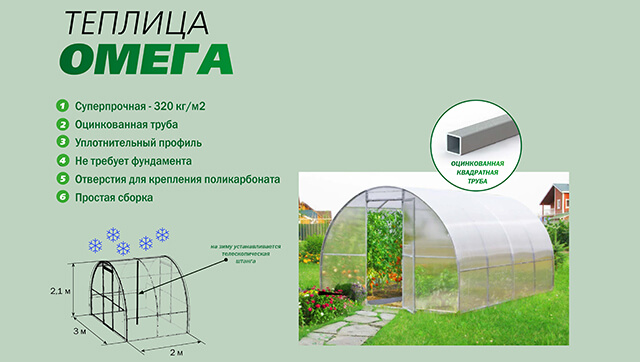 ТЕПЛИЦА
ОМЕГА
1 Суперпрочная - 320 кг/м2
2 Оцинкованная труба
3 Уплотнительный профиль
4 Не требует фундамента
5 Отверстия для крепления поликарбоната
6 Простая сборка
ОЦИНКОВАННАЯ
КВАДРАТНАЯ
ТРУБА
на зиму устанавливается
телескопическая
штанга
2,1 м
3 м
2 м